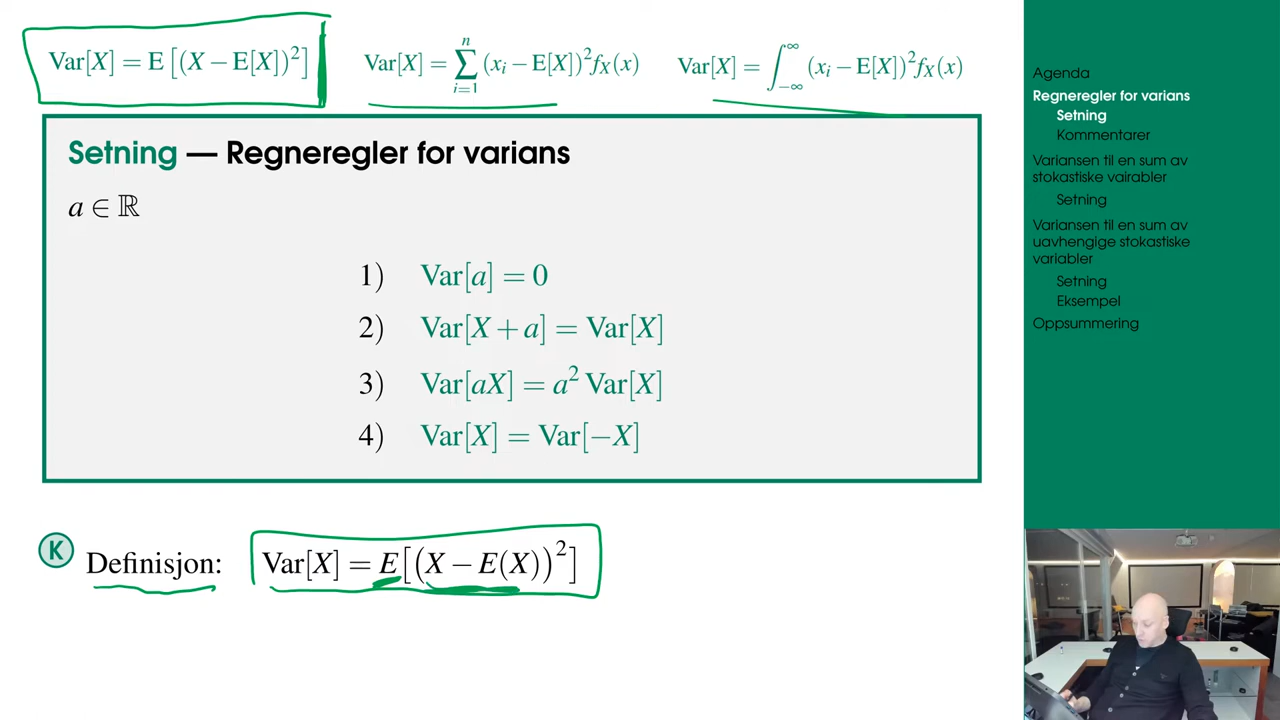 Var[X] = E [(X − E[X])²]
Var[X] = ∑ᵢ₌₁ⁿ (xᵢ − E[X])² f_X(x)
Var[X] = ∫₋∞^∞ (xᵢ − E[X])² f_X(x)
Setning — Regneregler for varians
a ∈ ℝ
1) Var[a] = 0
2) Var[X + a] = Var[X]
3) Var[aX] = a² Var[X]
4) Var[X] = Var[−X]
K Definisjon: Var[X] = E[(X − E(X))²]
Agenda
Regneregler for varians
Setning
Kommentarer
Variansen til en sum av
stokastiske vairabler
Setning
Variansen til en sum av
uavhengige stokastiske
variabler
Setning
Eksempel
Oppsummering